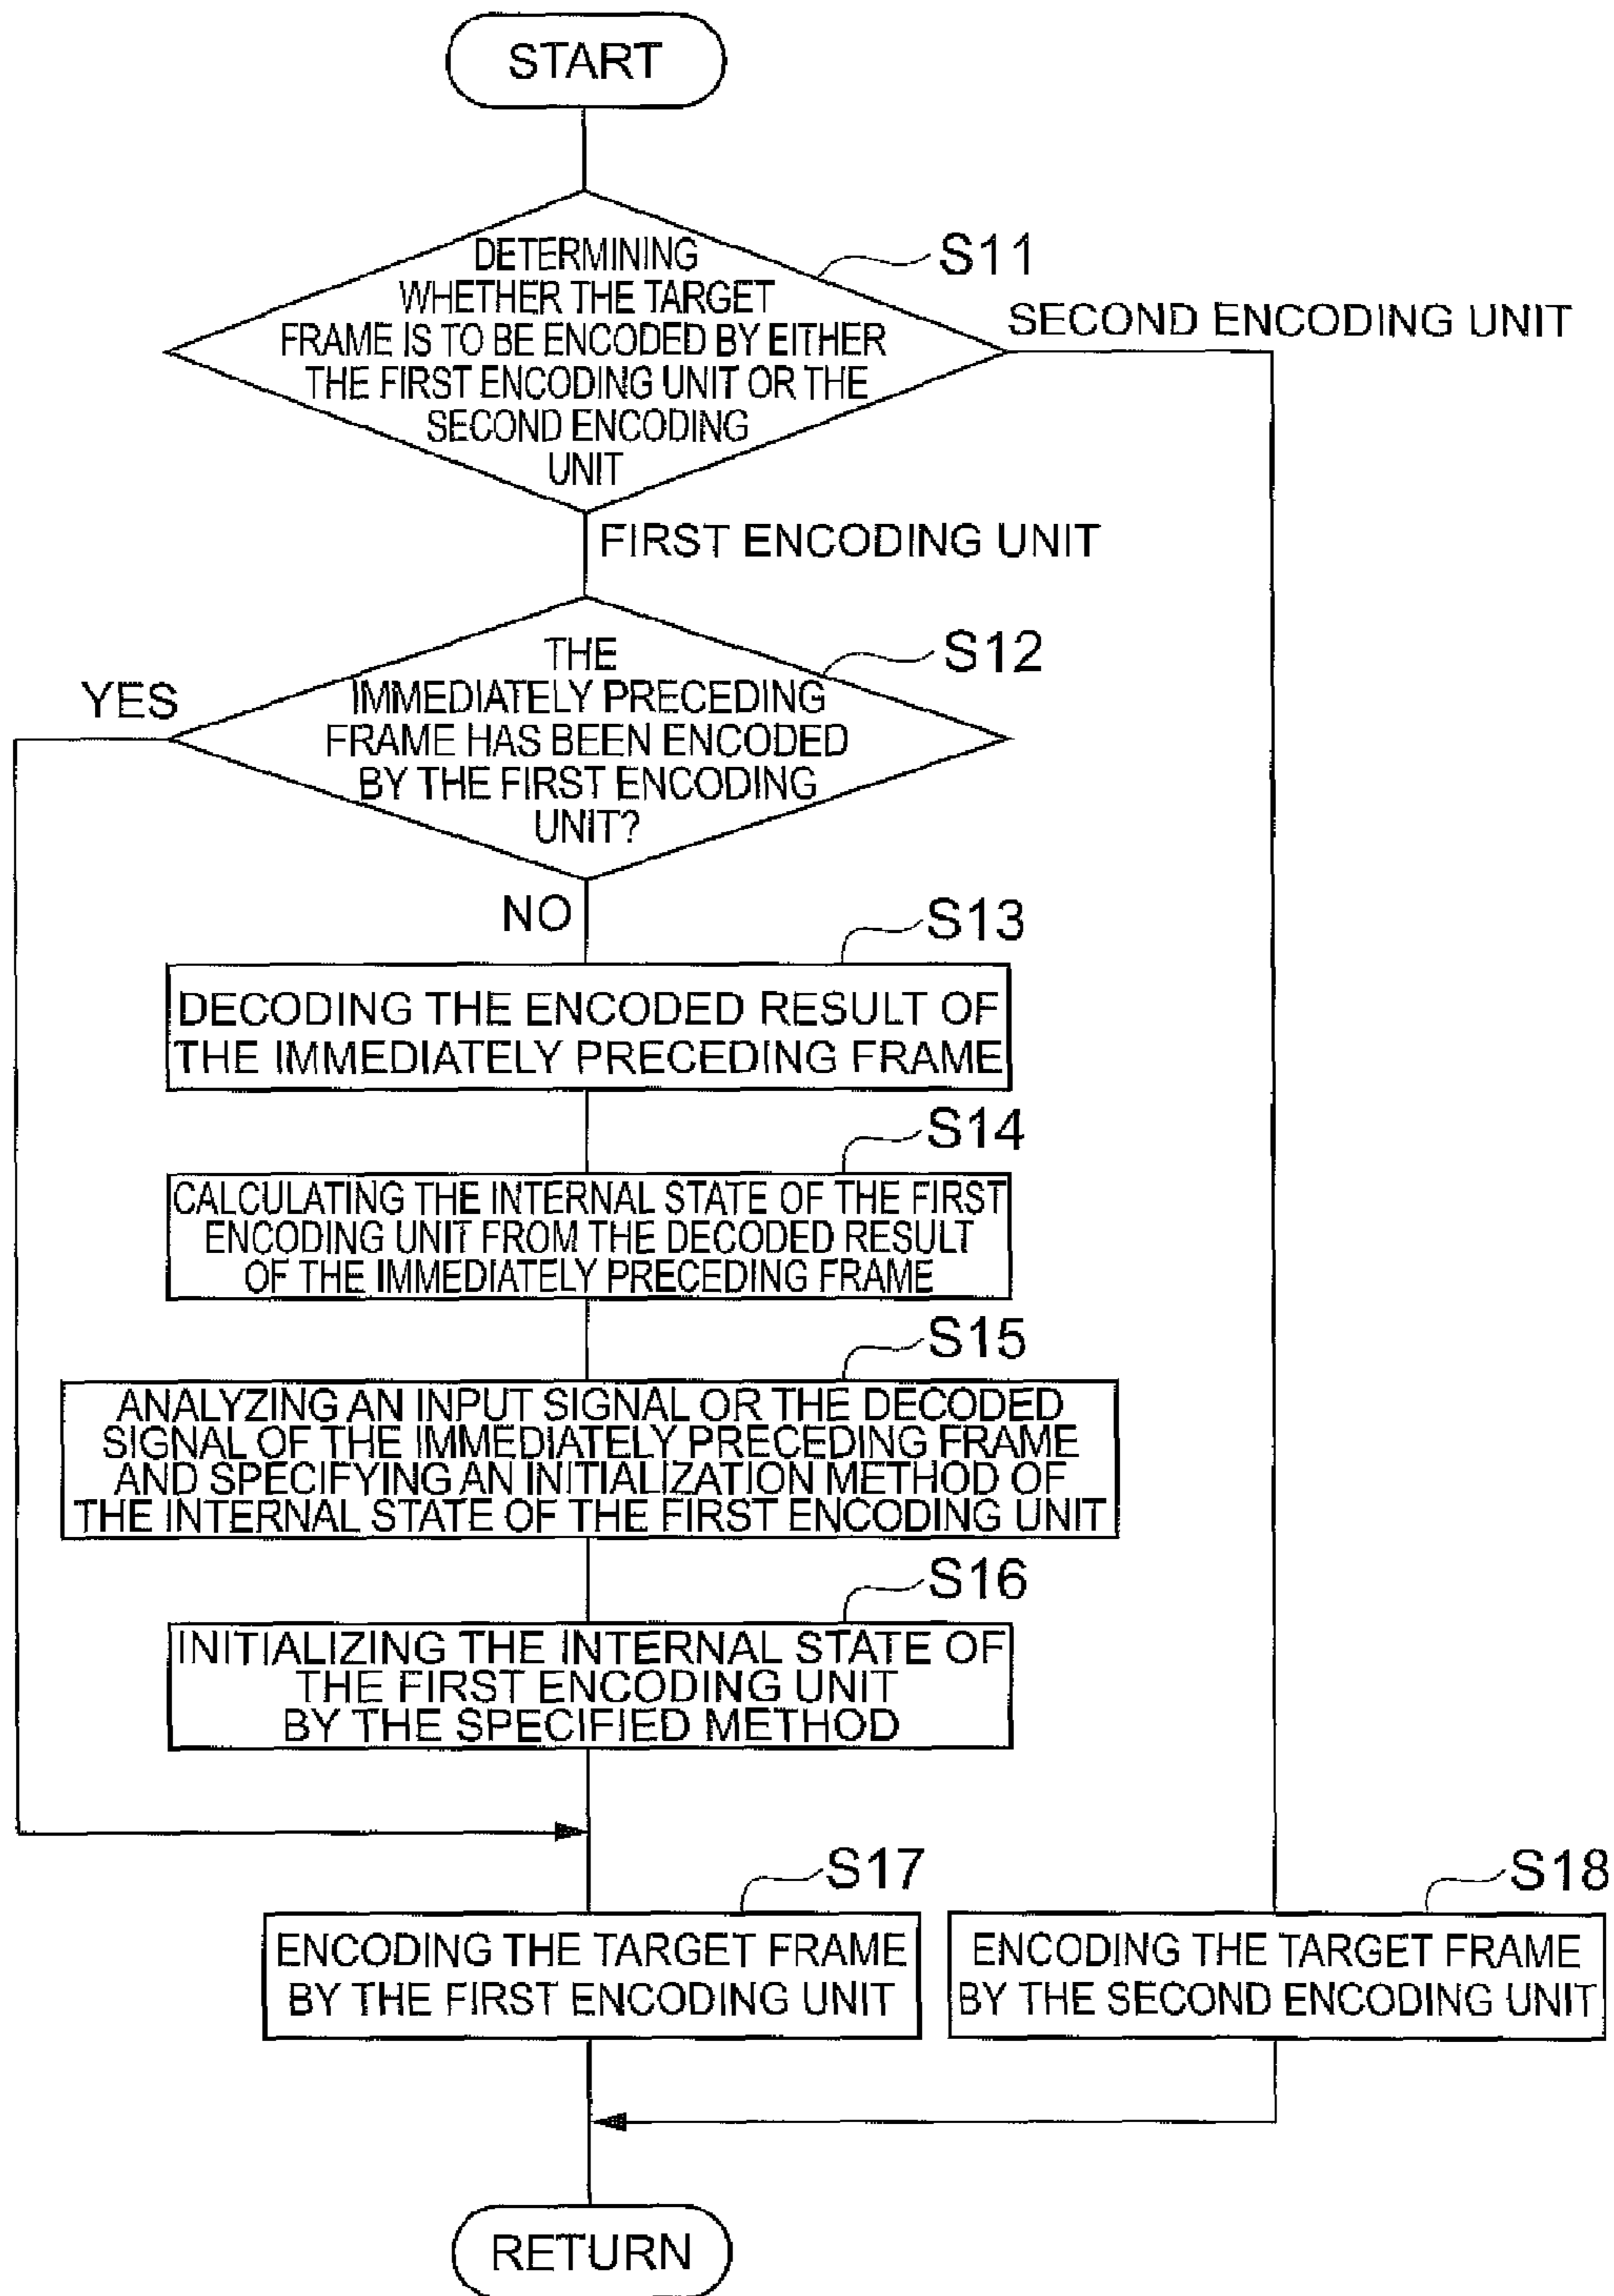 START
DETERMINING
WHETHER THE TARGET
FRAME IS TO BE ENCODED BY EITHER
THE FIRST ENCODING UNIT OR THE
SECOND ENCODING
UNIT
S11
SECOND ENCODING UNIT
FIRST ENCODING UNIT
THE
IMMEDIATELY PRECEDING
FRAME HAS BEEN ENCODED
BY THE FIRST ENCODING
UNIT?
S12
YES
NO
S13
DECODING THE ENCODED RESULT OF
THE IMMEDIATELY PRECEDING FRAME
S14
CALCULATING THE INTERNAL STATE OF THE FIRST
ENCODING UNIT FROM THE DECODED RESULT
OF THE IMMEDIATELY PRECEDING FRAME
S15
ANALYZING AN INPUT SIGNAL OR THE DECODED
SIGNAL OF THE IMMEDIATELY PRECEDING FRAME
AND SPECIFYING AN INITIALIZATION METHOD OF
THE INTERNAL STATE OF THE FIRST ENCODING UNIT
S16
INITIALIZING THE INTERNAL STATE OF
THE FIRST ENCODING UNIT
BY THE SPECIFIED METHOD
S17
ENCODING THE TARGET FRAME
BY THE FIRST ENCODING UNIT
S18
ENCODING THE TARGET FRAME
BY THE SECOND ENCODING UNIT
RETURN